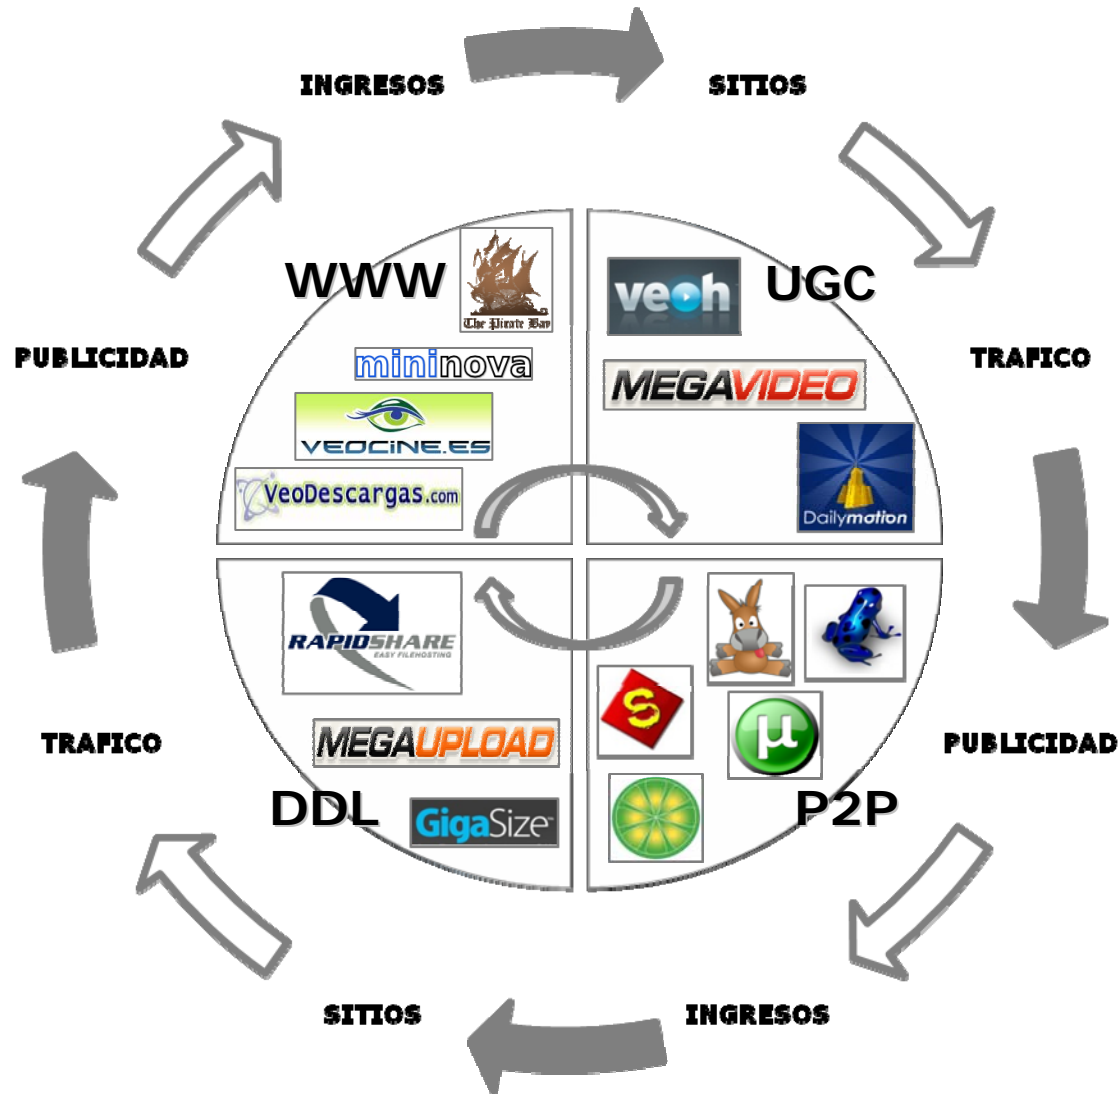 INGRESOS
SITIOS
WWW
The Pirate Bay
veoh
UGC
PUBLICIDAD
mininova
TRAFICO
MEGAVIDEO
VEOCINE.ES
VeoDescargas.com
Dailymotion
RAPIDSHARE
EASY FILEHOSTING
S
µ
TRAFICO
MEGAUPLOAD
PUBLICIDAD
DDL
GigaSize™
P2P
SITIOS
INGRESOS